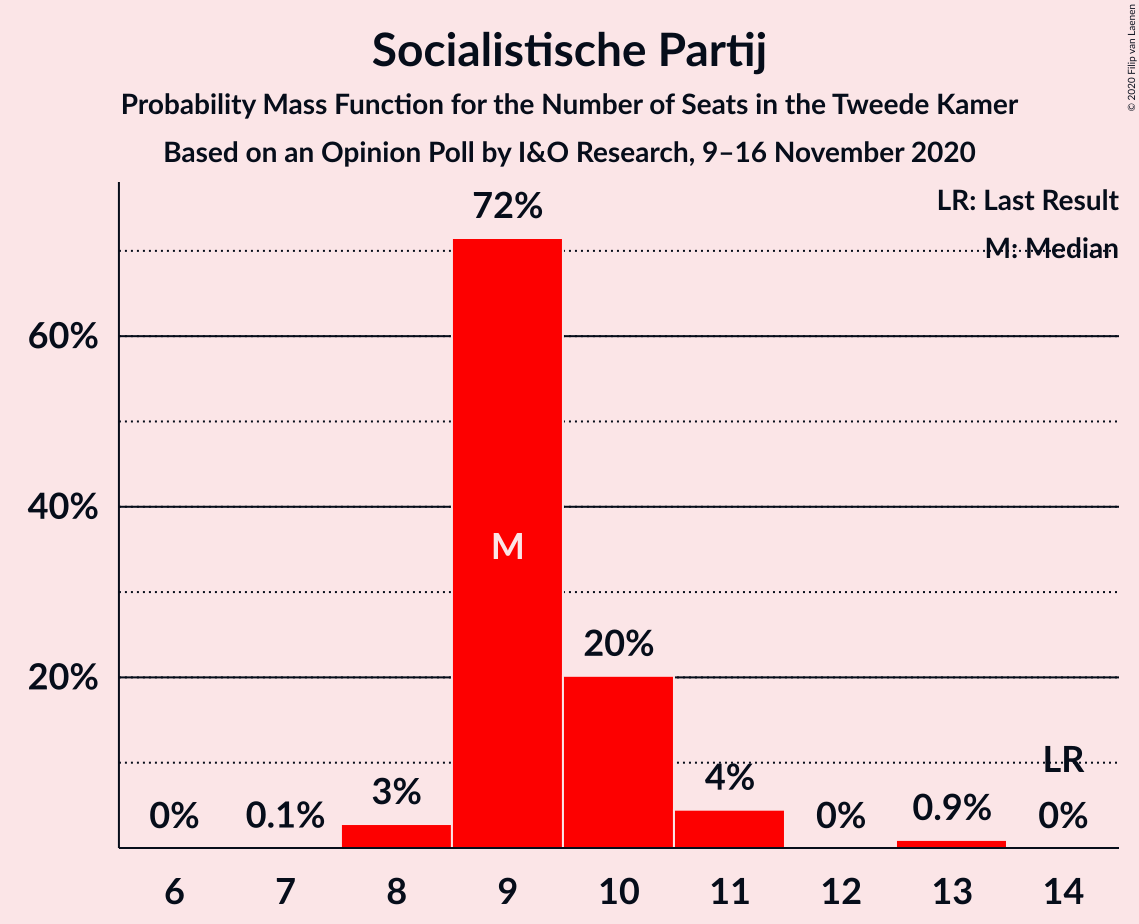 Socialistische Partij
Probability Mass Function for the Number of Seats in the Tweede Kamer
Based on an Opinion Poll by I&O Research, 9–16 November 2020
© 2020 Filip van Laenen
LR: Last Result
M: Median
72%
60%
40%
M
20%
20%
LR
0%
0.1%
3%
4%
0%
0.9%
0%
6 7 8 9 10 11 12 13 14